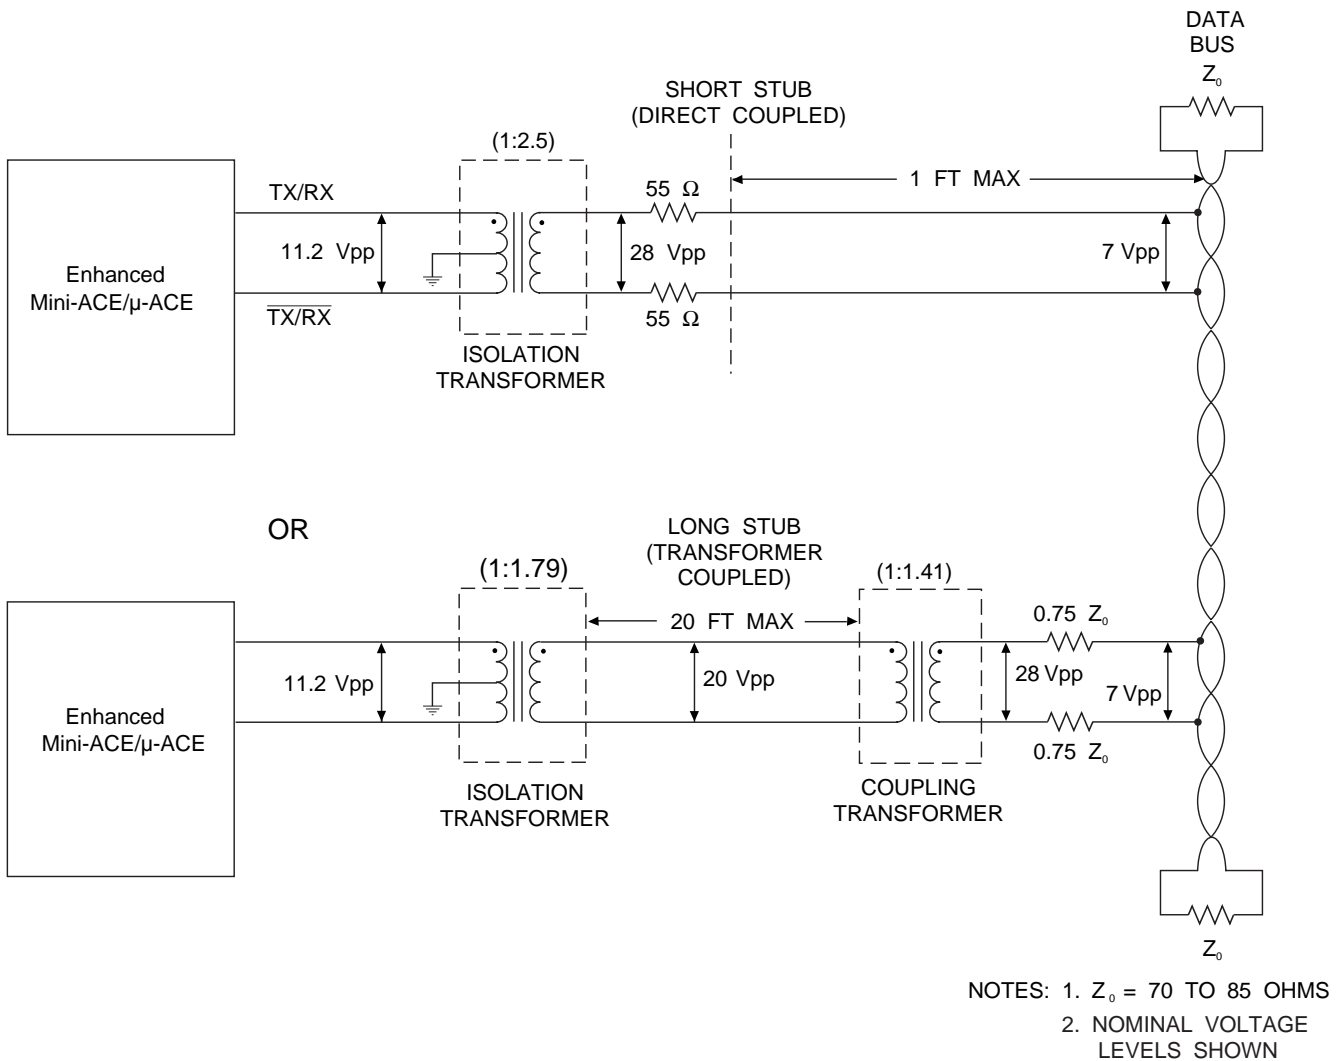 DATA
BUS
Z₀
SHORT STUB
(DIRECT COUPLED)
(1:2.5)
TX/RX
55 Ω
1 FT MAX
11.2 Vpp
28 Vpp
7 Vpp
Enhanced
Mini-ACE/µ-ACE
TX/RX
55 Ω
ISOLATION
TRANSFORMER
OR
LONG STUB
(TRANSFORMER
COUPLED)
(1:1.79)
(1:1.41)
20 FT MAX
0.75 Z₀
11.2 Vpp
20 Vpp
28 Vpp
7 Vpp
Enhanced
Mini-ACE/µ-ACE
0.75 Z₀
ISOLATION
TRANSFORMER
COUPLING
TRANSFORMER
Z₀
NOTES: 1. Z₀ = 70 TO 85 OHMS
2. NOMINAL VOLTAGE
LEVELS SHOWN